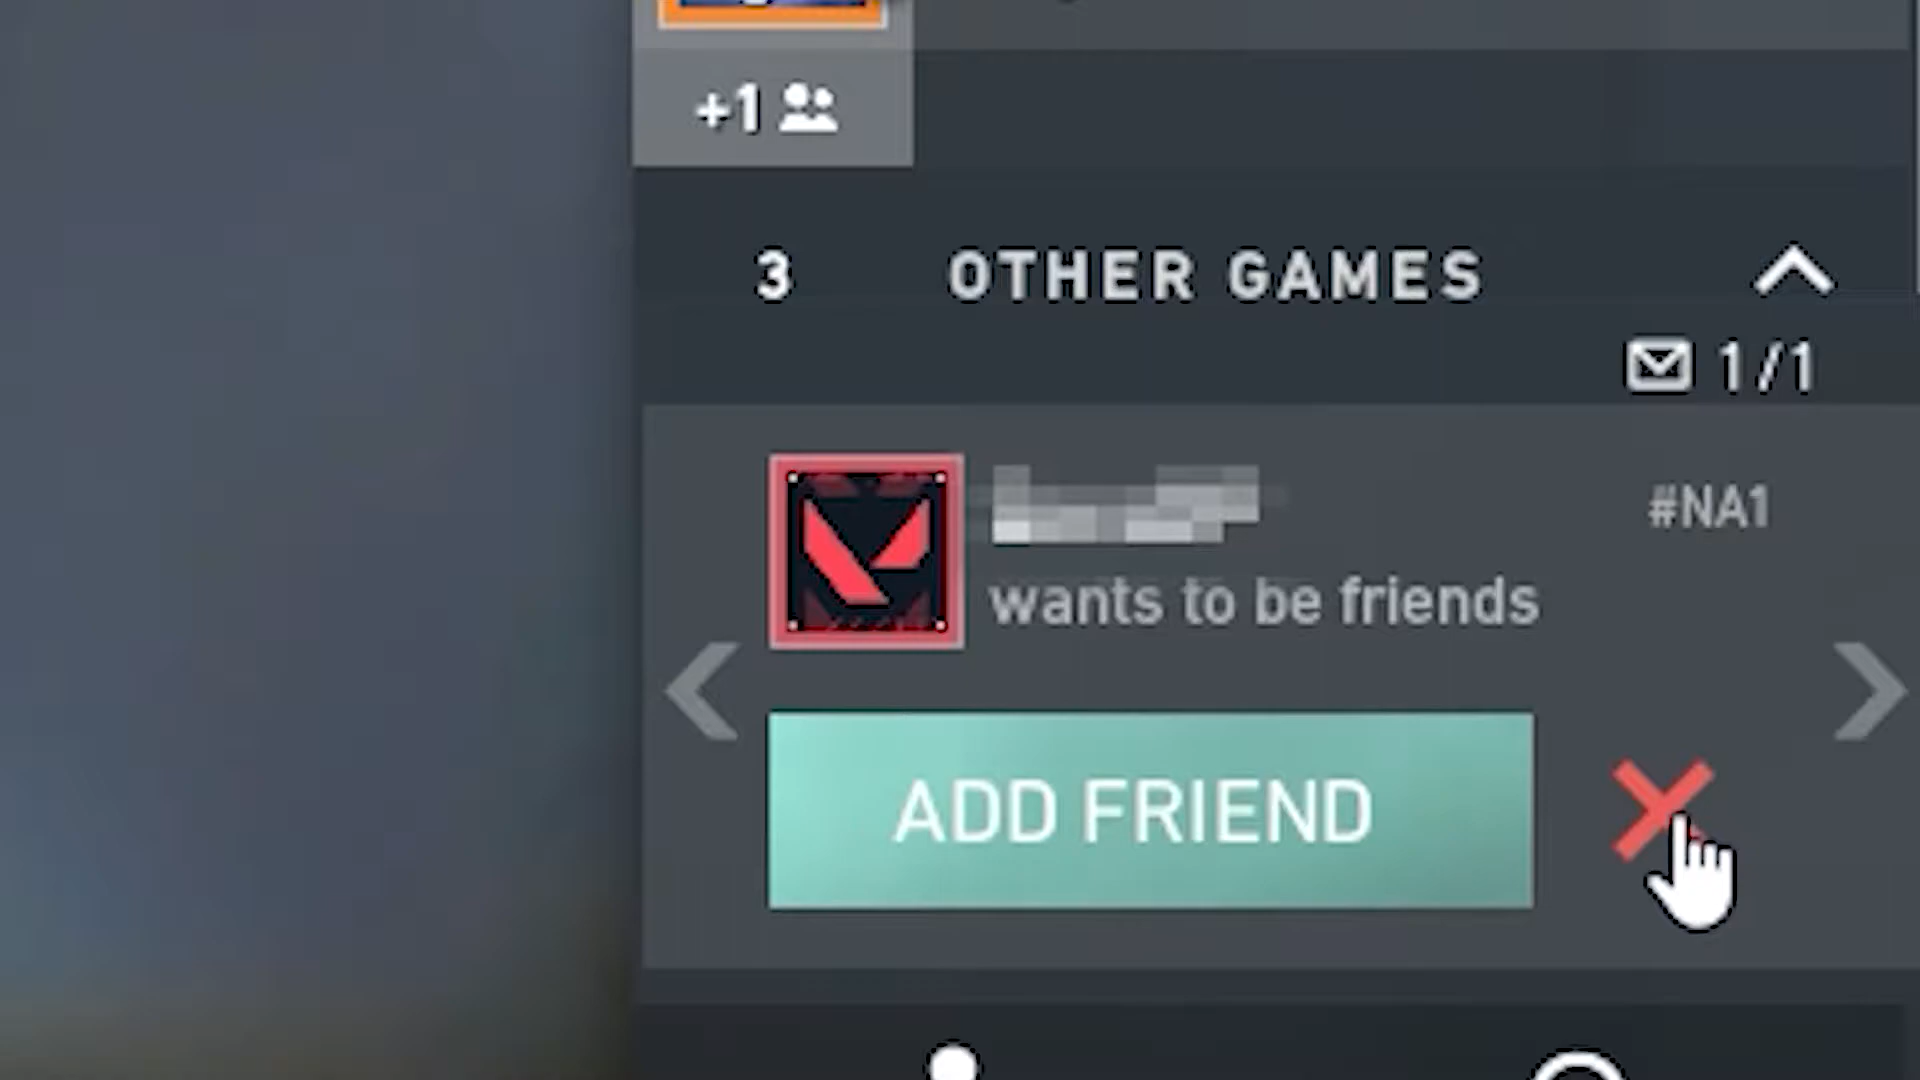 +1
3 OTHER GAMES
1/1
#NA1
wants to be friends
ADD FRIEND